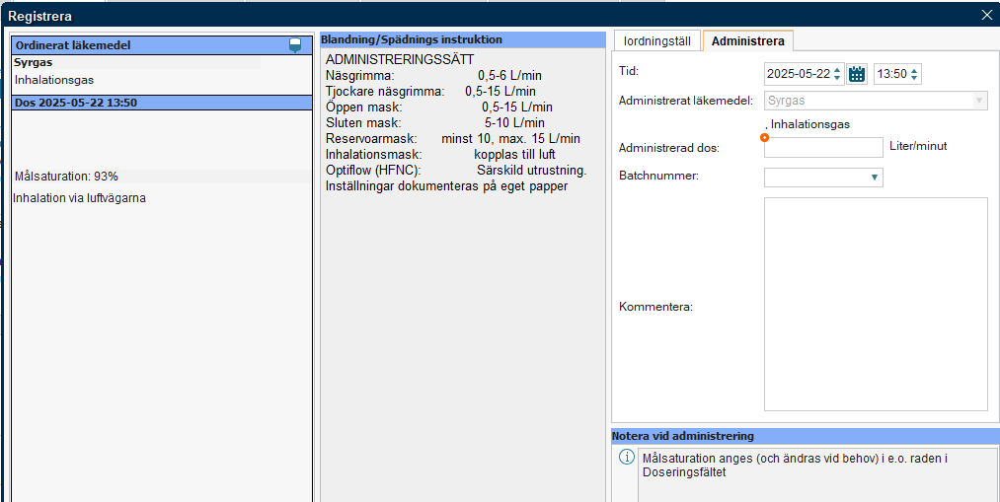 Registrera
Ordinerat läkemedel
Syrgas
Inhalationsgas
Dos 2025-05-22 13:50
Målsaturation: 93%
Inhalation via luftvägarna
Blandning/Spädnings instruktion
ADMINISTRERINGSSÄTT
Näsgrimma: 0,5-6 L/min
Tjockare näsgrimma: 0,5-15 L/min
Öppen mask: 0,5-15 L/min
Sluten mask: 5-10 L/min
Reservoarmask: minst 10, max. 15 L/min
Inhalationsmask: kopplas till luft
Optiflow (HFNC): Särskild utrustning.
Inställningar dokumenteras på eget papper
Iordningställ Administrera
Tid: 2025-05-22 13:50
Administrerat läkemedel: Syrgas
, Inhalationsgas
Administrerad dos: Liter/minut
Batchnummer:
Kommentera:
Notera vid administrering
Målsaturation anges (och ändras vid behov) i e.o. raden i
Doseringsfältet